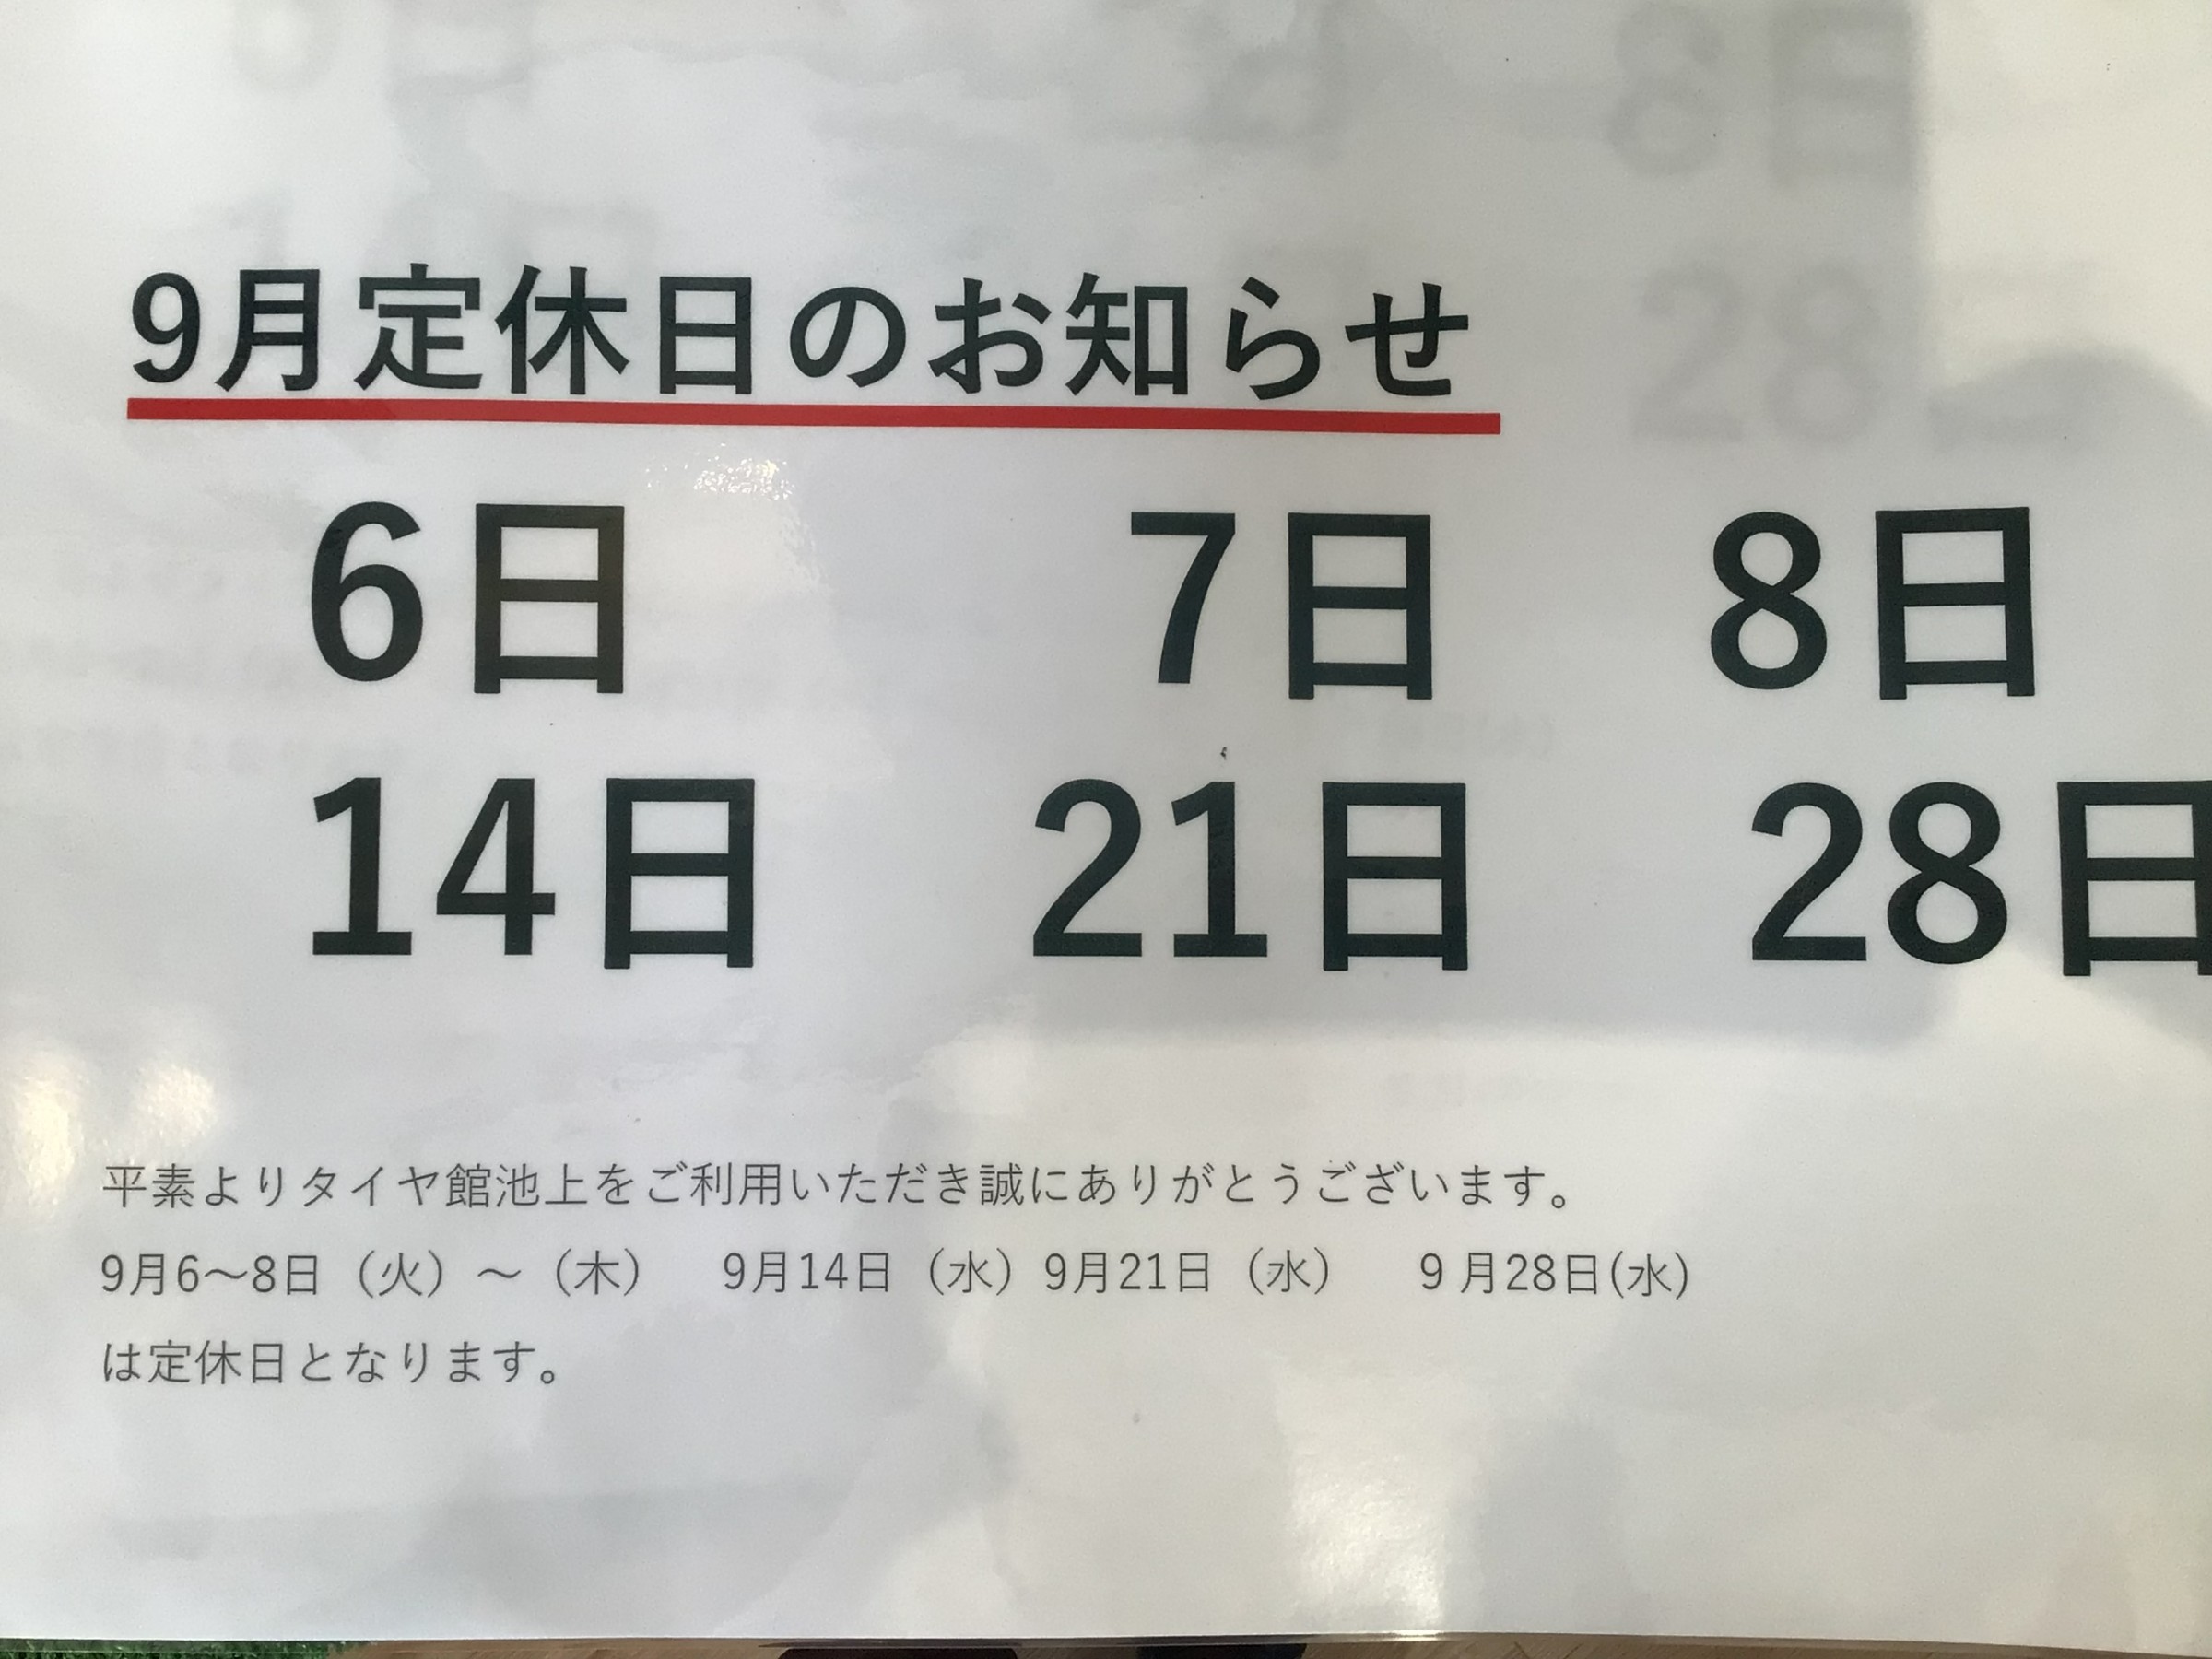 9月定休日のお知らせ
6日 7日 8日
14日 21日 28日
平素よりタイヤ館池上をご利用いただき誠にありがとうございます。
9月6～8日（火）～（木） 9月14日（水）9月21日（水） 9 月28日(水)
は定休日となります。